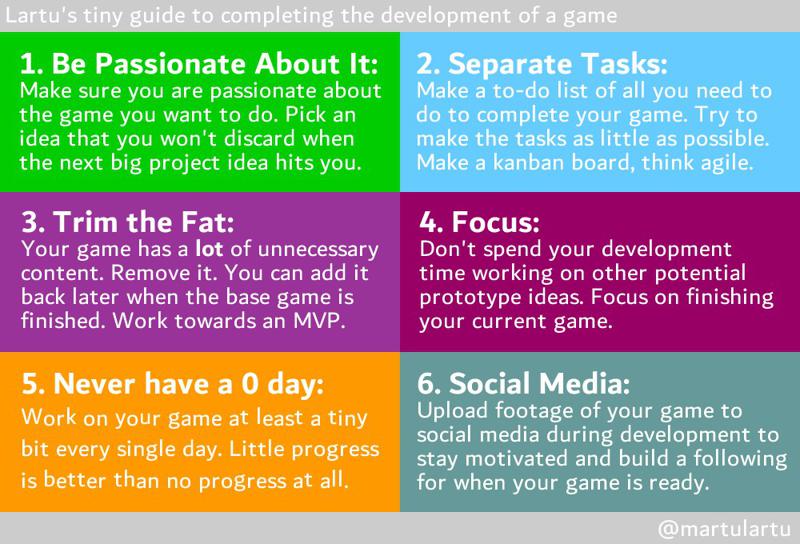 Lartu's tiny guide to completing the development of a game
1. Be Passionate About It:
Make sure you are passionate about
the game you want to do. Pick an
idea that you won't discard when
the next big project idea hits you.
2. Separate Tasks:
Make a to-do list of all you need to
do to complete your game. Try to
make the tasks as little as possible.
Make a kanban board, think agile.
3. Trim the Fat:
Your game has a lot of unnecessary
content. Remove it. You can add it
back later when the base game is
finished. Work towards an MVP.
4. Focus:
Don't spend your development
time working on other potential
prototype ideas. Focus on finishing
your current game.
5. Never have a 0 day:
Work on your game at least a tiny
bit every single day. Little progress
is better than no progress at all.
6. Social Media:
Upload footage of your game to
social media during development to
stay motivated and build a following
for when your game is ready.
@martulartu